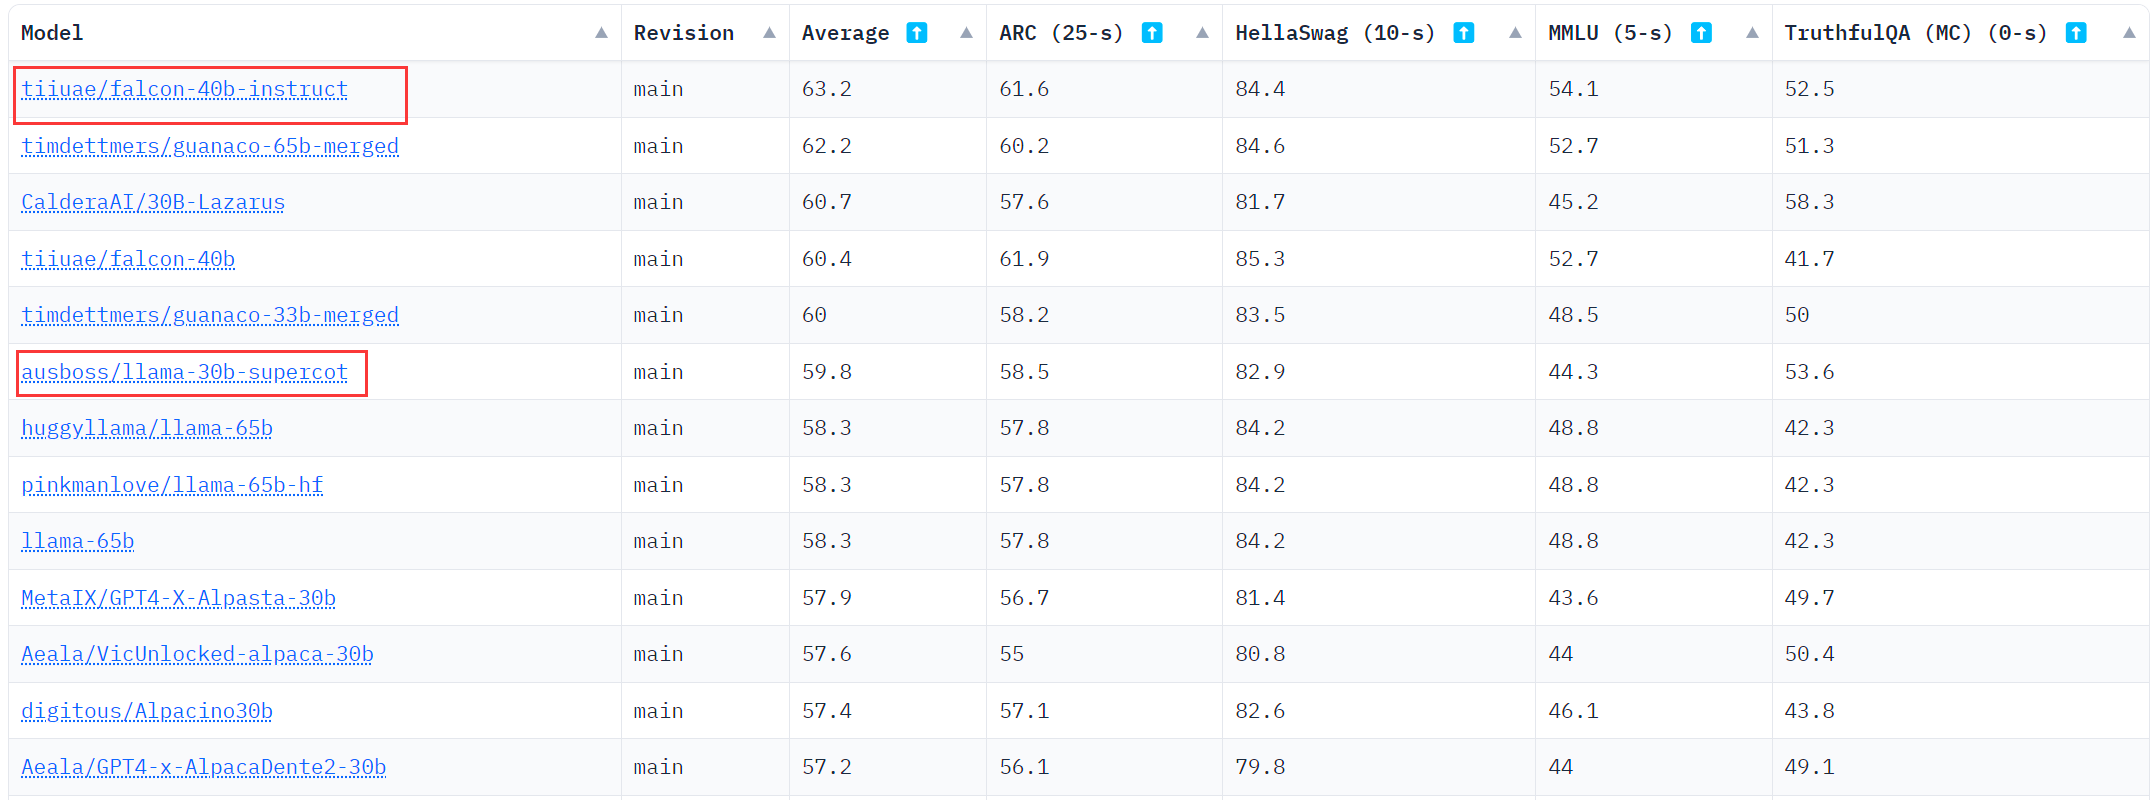 Model Revision Average ARC (25-s) HellaSwag (10-s) MMLU (5-s) TruthfulQA (MC) (0-s)
tiiuae/falcon-40b-instruct main 63.2 61.6 84.4 54.1 52.5
timdettmers/guanaco-65b-merged main 62.2 60.2 84.6 52.7 51.3
CalderaAI/30B-Lazarus main 60.7 57.6 81.7 45.2 58.3
tiiuae/falcon-40b main 60.4 61.9 85.3 52.7 41.7
timdettmers/guanaco-33b-merged main 60 58.2 83.5 48.5 50
ausboss/llama-30b-supercot main 59.8 58.5 82.9 44.3 53.6
huggyllama/llama-65b main 58.3 57.8 84.2 48.8 42.3
pinkmanlove/llama-65b-hf main 58.3 57.8 84.2 48.8 42.3
llama-65b main 58.3 57.8 84.2 48.8 42.3
MetaIX/GPT4-X-Alpasta-30b main 57.9 56.7 81.4 43.6 49.7
Aeala/VicUnlocked-alpaca-30b main 57.6 55 80.8 44 50.4
digitous/Alpacino30b main 57.4 57.1 82.6 46.1 43.8
Aeala/GPT4-x-AlpacaDente2-30b main 57.2 56.1 79.8 44 49.1